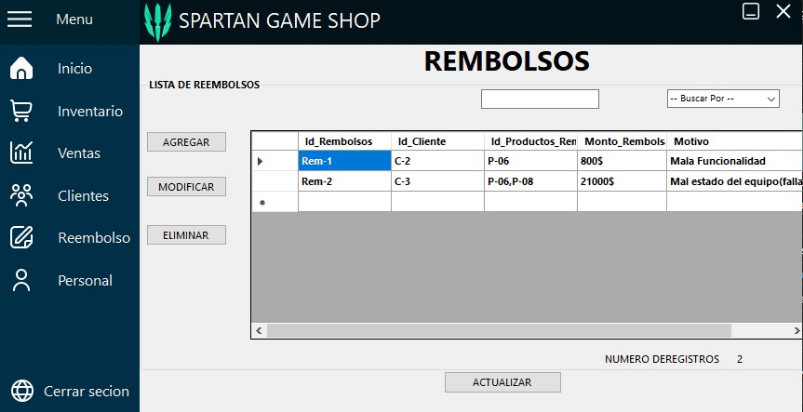 Menu
SPARTAN GAME SHOP
Inicio
Inventario
Ventas
Clientes
Reembolso
Personal
Cerrar secion
REMBOLSOS
LISTA DE REEMBOLSOS
-- Buscar Por --
AGREGAR
MODIFICAR
ELIMINAR
Id_Rembolsos Id_Cliente Id_Productos_Ren Monto_Rembols Motivo
Rem-1 C-2 P-06 800$ Mala Funcionalidad
Rem-2 C-3 P-06,P-08 21000$ Mal estado del equipo(falla
NUMERO DEREGISTROS 2
ACTUALIZAR